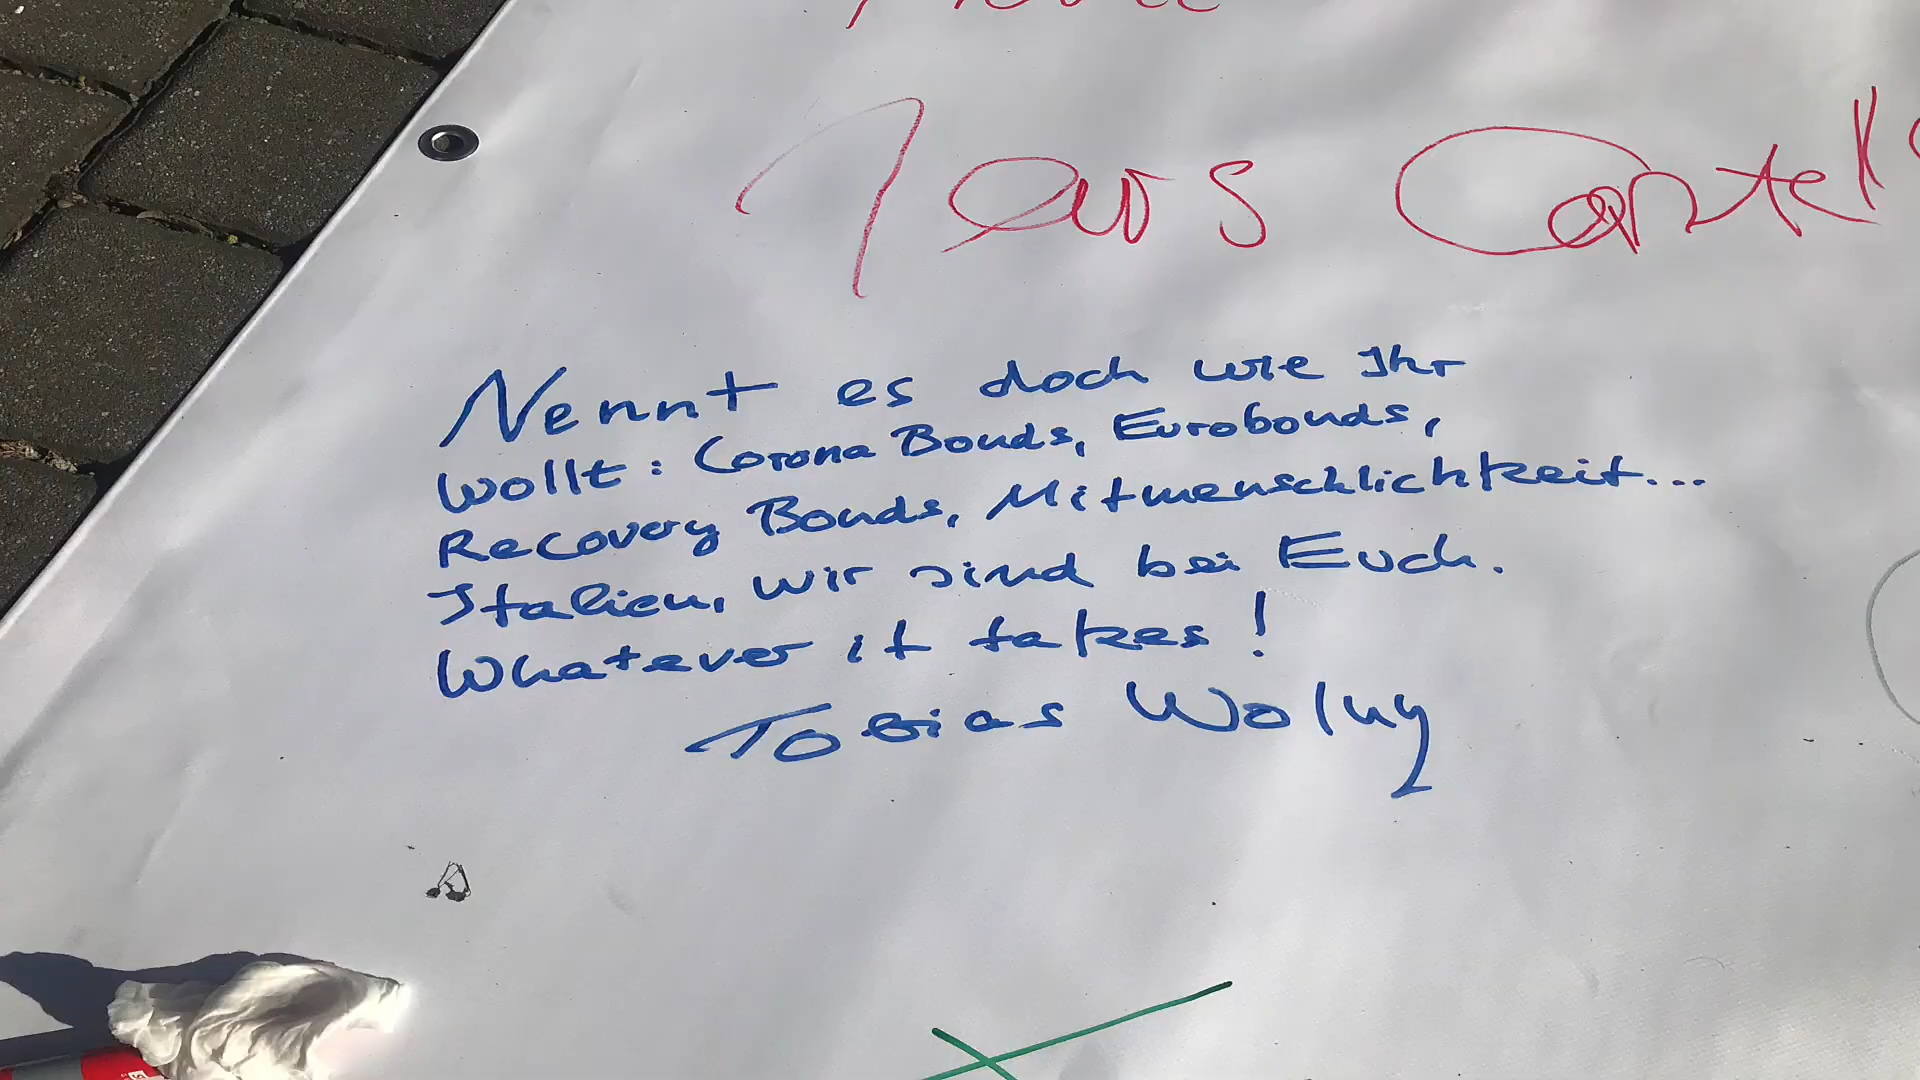 Nennt es doch wie Ihr
wollt: Corona Bonds, Eurobonds,
Recovery Bonds, Mitmenschlichkeit...
Italien, wir sind bei Euch.
Whatever it takes!
Tobias Wolny